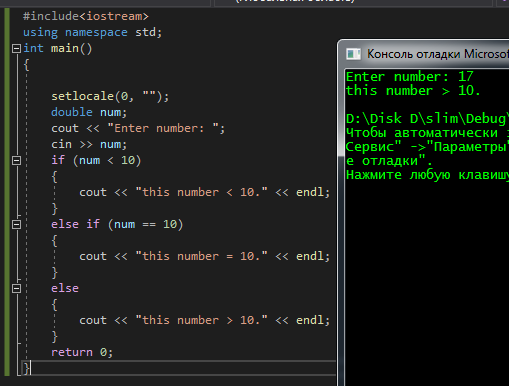 #include<iostream>
using namespace std;
int main()
{
setlocale(0, "");
double num;
cout << "Enter number: ";
cin >> num;
if (num < 10)
{
cout << "this number < 10." << endl;
}
else if (num == 10)
{
cout << "this number = 10." << endl;
}
else
{
cout << "this number > 10." << endl;
}
return 0;
}
Консоль отладки Microsof
Enter number: 17
this number > 10.
D:\Disk D\slim\Debug\
Чтобы автоматически з
Сервис" ->"Параметры"
е отладки".
Нажмите любую клавишу